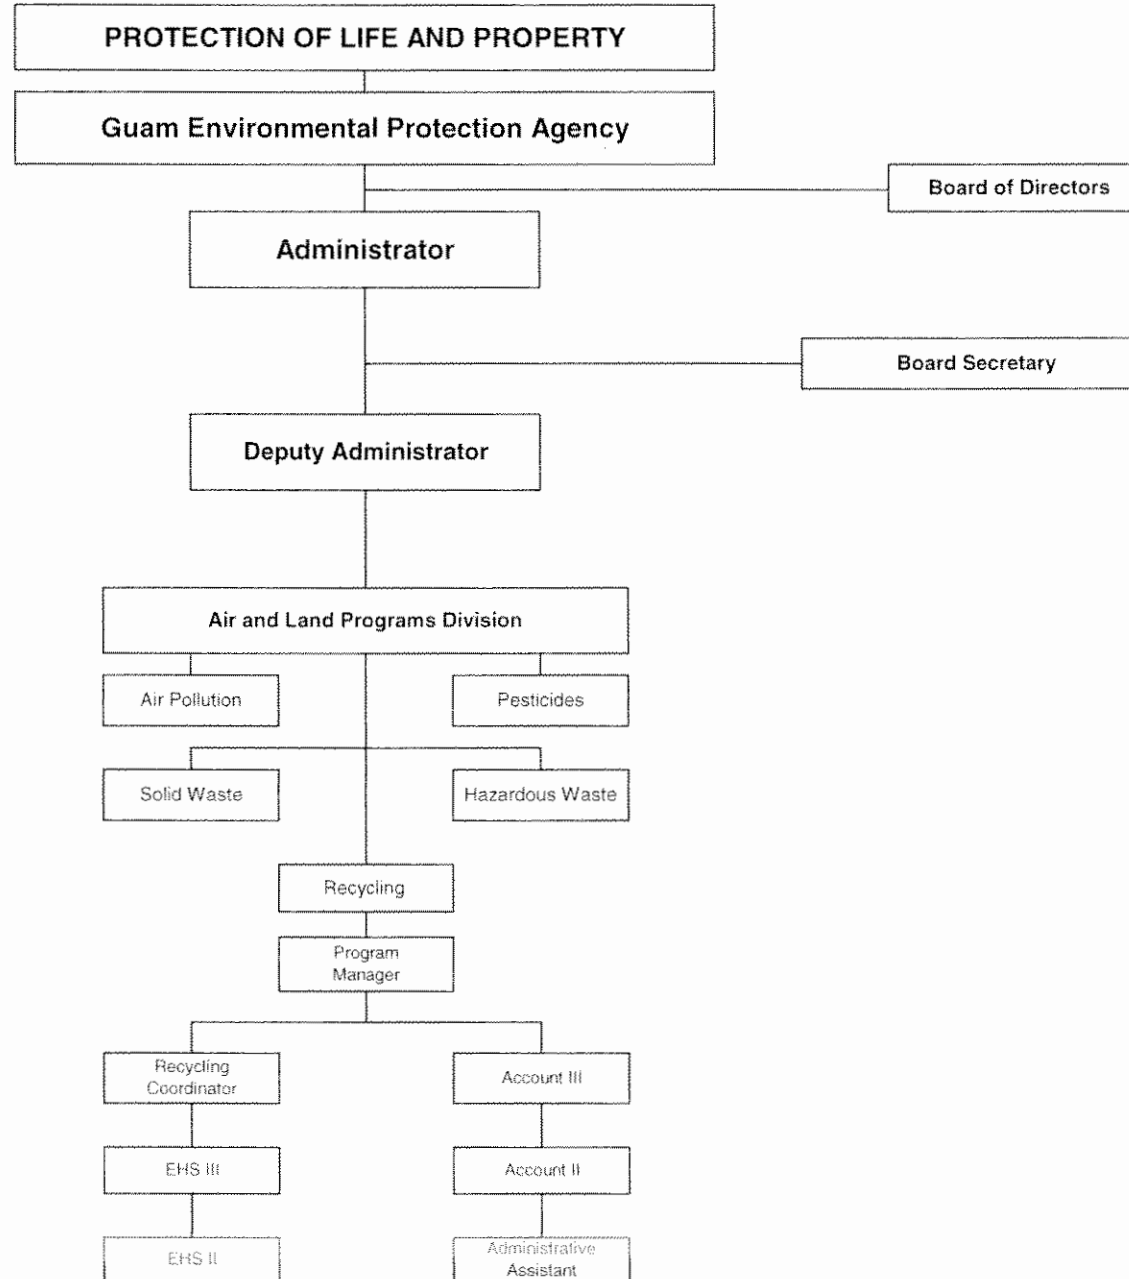 PROTECTION OF LIFE AND PROPERTY
Guam Environmental Protection Agency
Board of Directors
Administrator
Board Secretary
Deputy Administrator
Air and Land Programs Division
Air Pollution
Pesticides
Solid Waste
Hazardous Waste
Recycling
Program
Manager
Recycling
Coordinator
Account III
EHS III
Account II
EHS II
Administrative
Assistant